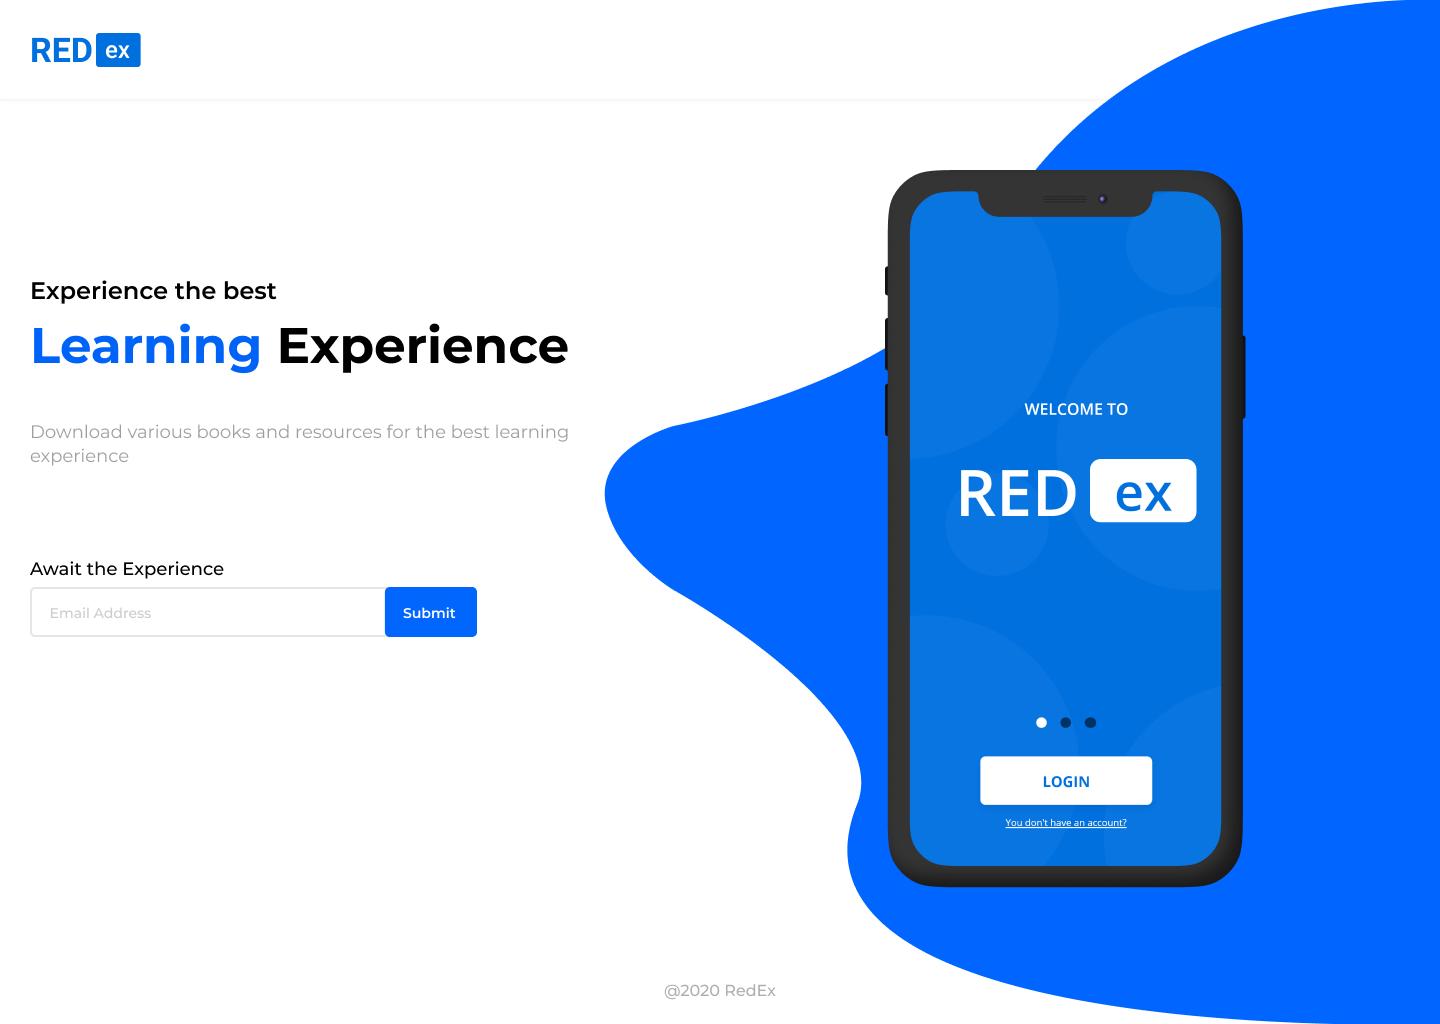 RED ex
Experience the best
Learning Experience
Download various books and resources for the best learning
experience
Await the Experience
Email Address
Submit
WELCOME TO
RED ex
LOGIN
You don't have an account?
@2020 RedEx